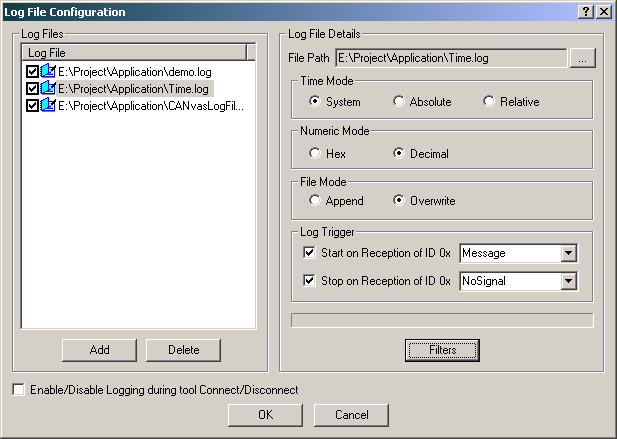 Log File Configuration
Log Files
Log File
E:\Project\Application\demo.log
E:\Project\Application\Time.log
E:\Project\Application\CANvasLogFil...
Add
Delete
Log File Details
File Path E:\Project\Application\Time.log ...
Time Mode
System Absolute Relative
Numeric Mode
Hex Decimal
File Mode
Append Overwrite
Log Trigger
Start on Reception of ID 0x Message
Stop on Reception of ID 0x NoSignal
Filters
Enable/Disable Logging during tool Connect/Disconnect
OK
Cancel